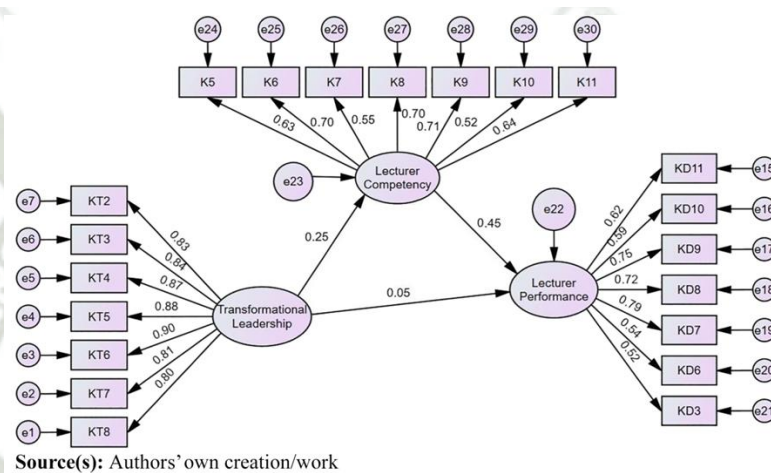 e24 e25 e26 e27 e28 e29 e30
K5 K6 K7 K8 K9 K10 K11
0.63 0.70 0.55 0.70 0.71 0.52 0.64
e23
Lecturer
Competency
e22
0.25
0.45
0.05
Transformational
Leadership
Lecturer
Performance
e7 KT2 0.83
e6 KT3 0.84
e5 KT4 0.87
e4 KT5 0.88
e3 KT6 0.90
e2 KT7 0.81
e1 KT8 0.80
0.62 KD11 e15
0.59 KD10 e16
0.75 KD9 e17
0.72 KD8 e18
0.79 KD7 e19
0.54 KD6 e20
0.52 KD3 e21
Source(s): Authors' own creation/work